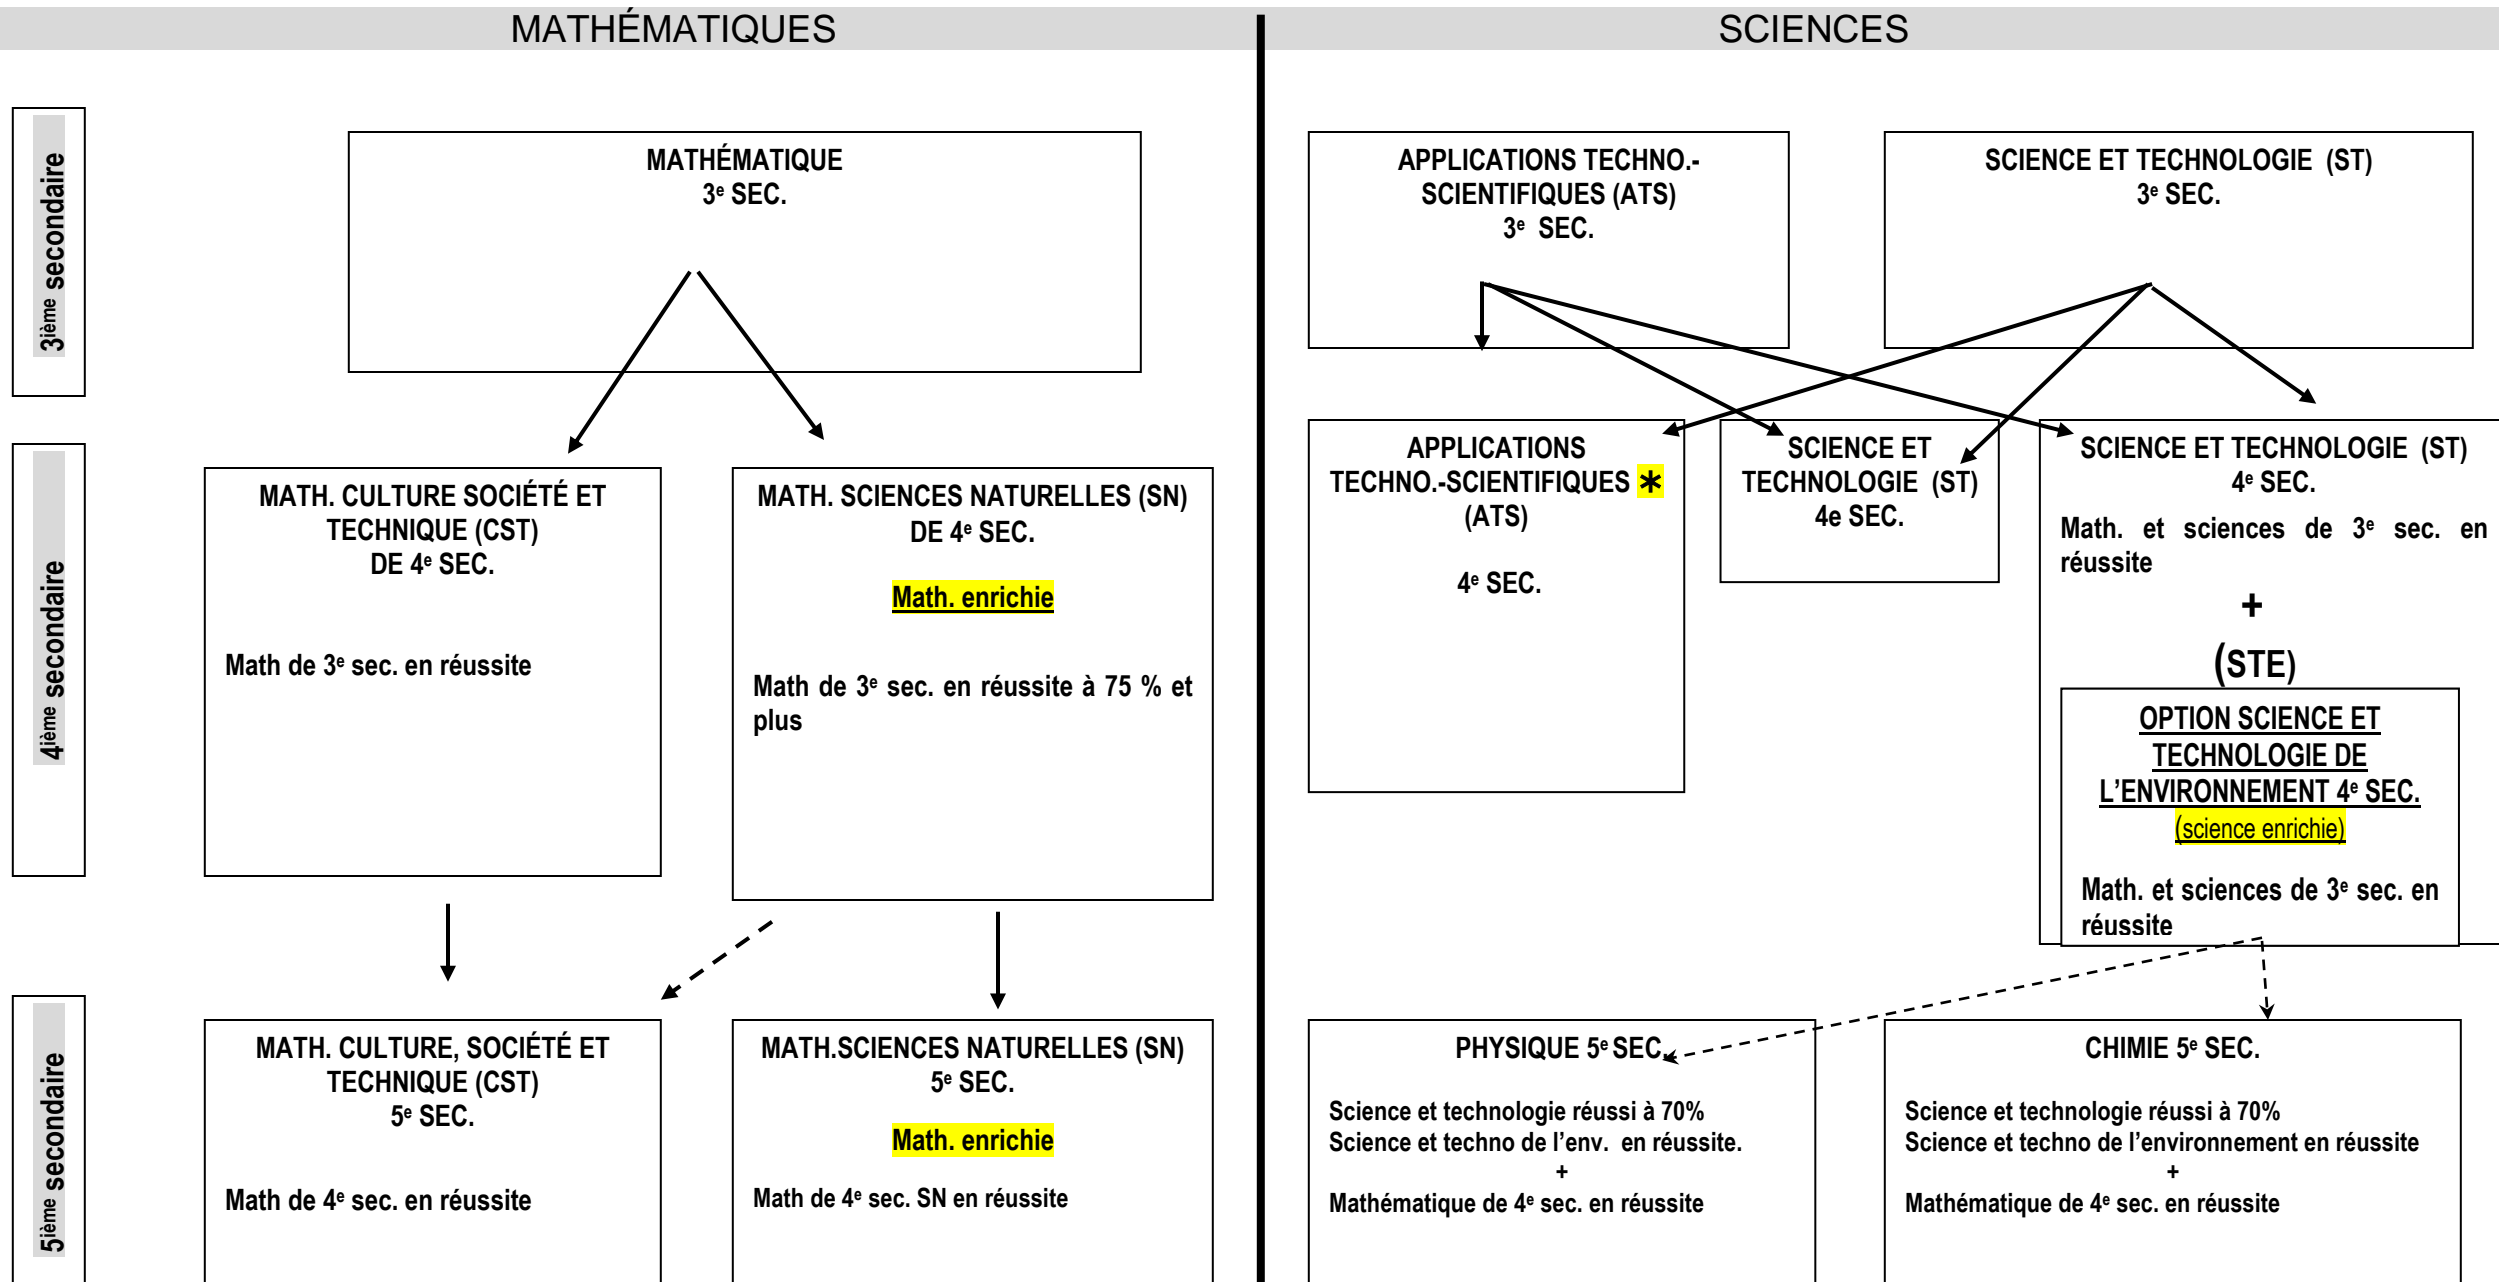 MATHÉMATIQUES
SCIENCES
3ième secondaire
MATHÉMATIQUE
3e SEC.
APPLICATIONS TECHNO.-
SCIENTIFIQUES (ATS)
3e SEC.
SCIENCE ET TECHNOLOGIE (ST)
3e SEC.
4ième secondaire
MATH. CULTURE SOCIÉTÉ ET
TECHNIQUE (CST)
DE 4e SEC.
Math de 3e sec. en réussite
MATH. SCIENCES NATURELLES (SN)
DE 4e SEC.
Math. enrichie
Math de 3e sec. en réussite à 75 % et
plus
APPLICATIONS
TECHNO.-SCIENTIFIQUES *
(ATS)
4e SEC.
SCIENCE ET
TECHNOLOGIE (ST)
4e SEC.
SCIENCE ET TECHNOLOGIE (ST)
4e SEC.
Math. et sciences de 3e sec. en
réussite
+
(STE)
OPTION SCIENCE ET
TECHNOLOGIE DE
L’ENVIRONNEMENT 4e SEC.
(science enrichie)
Math. et sciences de 3e sec. en
réussite
5ième secondaire
MATH. CULTURE, SOCIÉTÉ ET
TECHNIQUE (CST)
5e SEC.
Math de 4e sec. en réussite
MATH.SCIENCES NATURELLES (SN)
5e SEC.
Math. enrichie
Math de 4e sec. SN en réussite
PHYSIQUE 5e SEC.
Science et technologie réussi à 70%
Science et techno de l’env. en réussite.
+
Mathématique de 4e sec. en réussite
CHIMIE 5e SEC.
Science et technologie réussi à 70%
Science et techno de l’environnement en réussite
+
Mathématique de 4e sec. en réussite